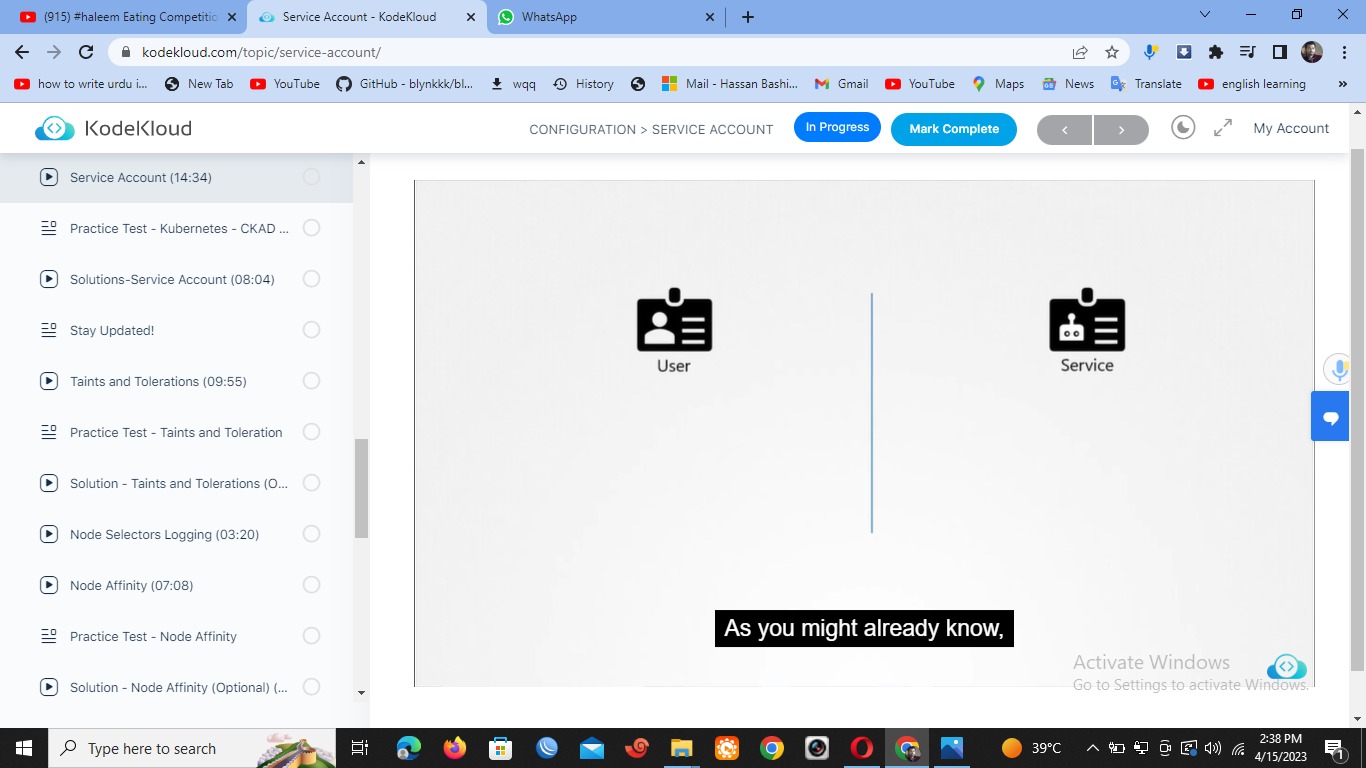 (915) #haleem Eating Competitio
Service Account - KodeKloud
WhatsApp
kodekloud.com/topic/service-account/
how to write urdu i...
New Tab
YouTube
GitHub - blynkkk/bl...
wqq
History
Mail - Hassan Bashi...
Gmail
YouTube
Maps
News
Translate
english learning
KodeKloud
CONFIGURATION > SERVICE ACCOUNT
In Progress
Mark Complete
My Account
Service Account (14:34)
Practice Test - Kubernetes - CKAD ...
Solutions-Service Account (08:04)
Stay Updated!
Taints and Tolerations (09:55)
Practice Test - Taints and Toleration
Solution - Taints and Tolerations (O...
Node Selectors Logging (03:20)
Node Affinity (07:08)
Practice Test - Node Affinity
Solution - Node Affinity (Optional) (...
User
Service
As you might already know,
Activate Windows
Go to Settings to activate Windows.
Type here to search
39°C
2:38 PM
4/15/2023
1